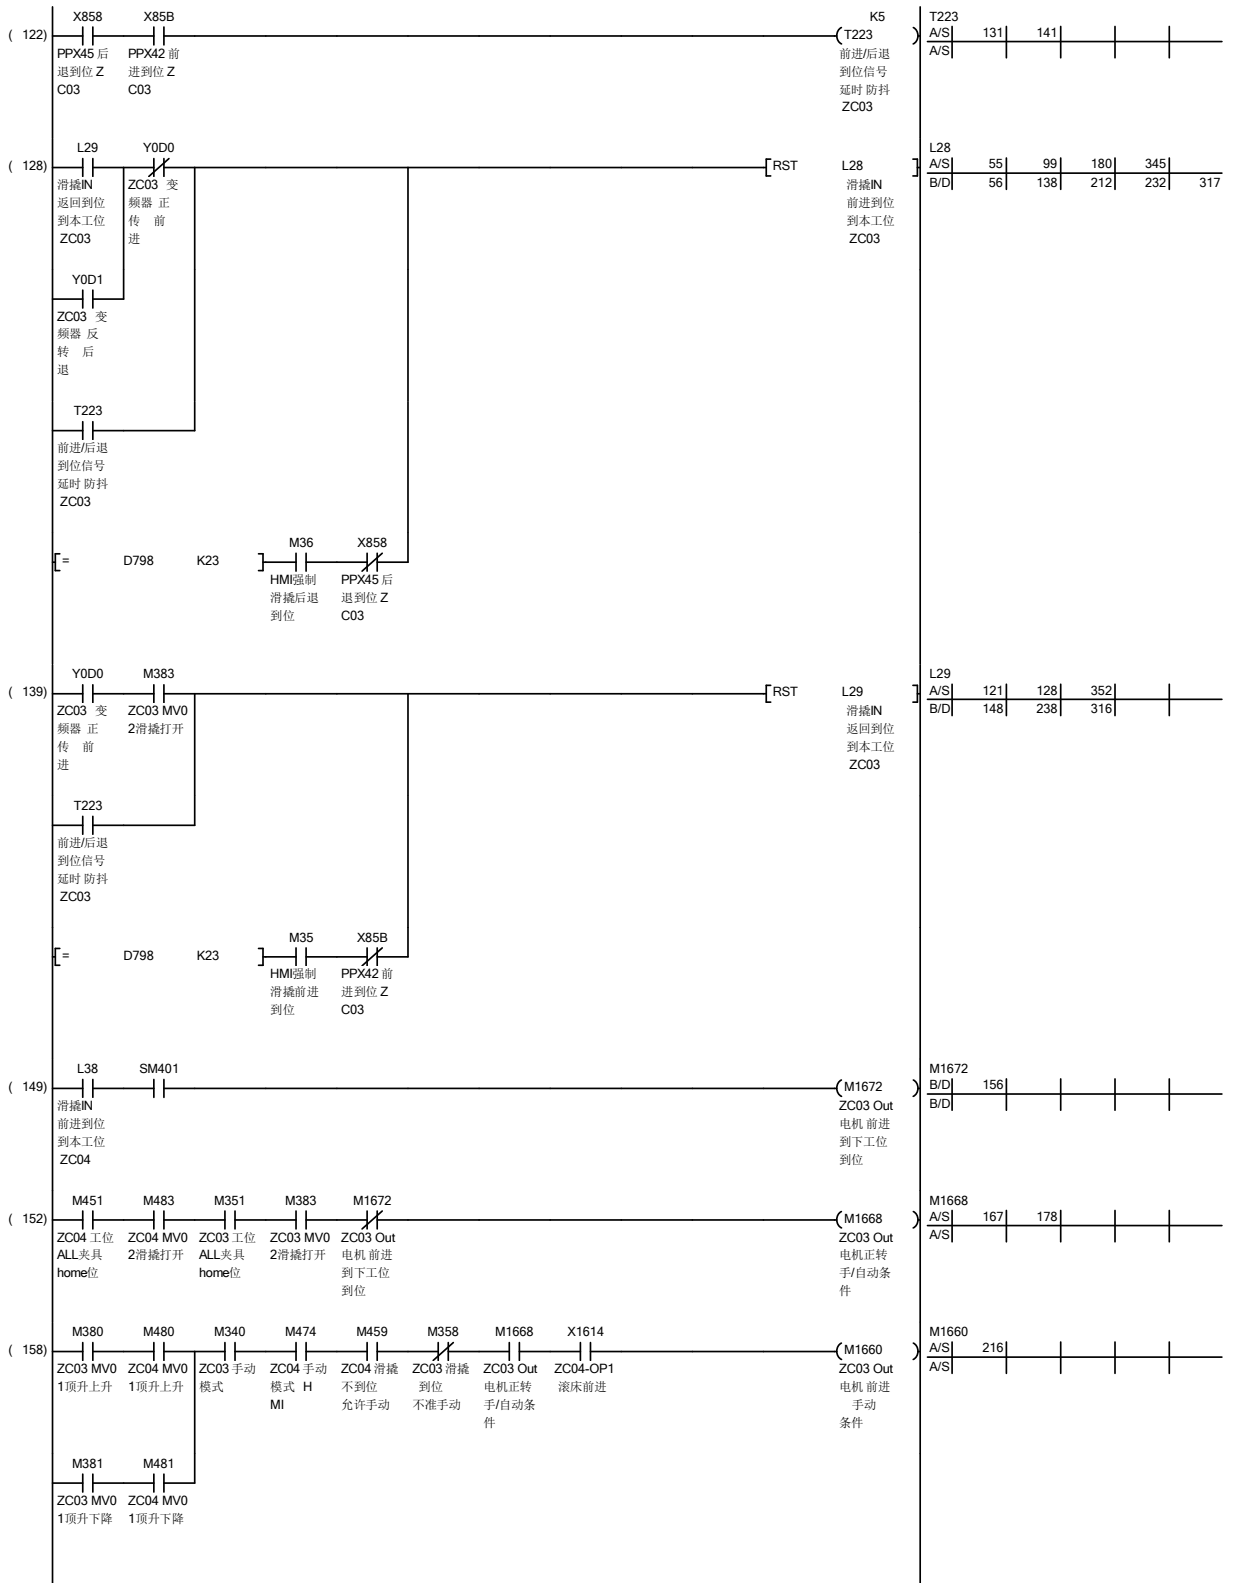 X858 X85B K5 T223
( 122) T223 A/S 131 141
PPX45 后 PPX42 前 前进/后退 A/S
退到位 Z 进到位 Z 到位信号
C03 C03 延时 防抖
ZC03
L29 Y0D0 L28
( 128) RST L28 A/S 55 99 180 345
滑撬IN ZC03 变 滑撬IN B/D 56 138 212 232 317
返回到位 频器 正 前进到位
到本工位 传 前 到本工位
ZC03 进 ZC03
Y0D1
ZC03 变
频器 反
转 后
退
T223
前进/后退
到位信号
延时 防抖
ZC03
M36 X858
= D798 K23
HMI强制 PPX45 后
滑撬后退 退到位 Z
到位 C03
Y0D0 M383 L29
( 139) RST L29 A/S 121 128 352
ZC03 变 ZC03 MV0 滑撬IN B/D 148 238 316
频器 正 2滑撬打开 返回到位
传 前 到本工位
进 ZC03
T223
前进/后退
到位信号
延时 防抖
ZC03
M35 X85B
= D798 K23
HMI强制 PPX42 前
滑撬前进 进到位 Z
到位 C03
L38 SM401 M1672
( 149) M1672 B/D 156
滑撬IN ZC03 Out B/D
前进到位 电机 前进
到本工位 到下工位
ZC04 到位
M451 M483 M351 M383 M1672 M1668
( 152) M1668 A/S 167 178
ZC04 工位 ZC04 MV0 ZC03 工位 ZC03 MV0 ZC03 Out ZC03 Out A/S
ALL夹具 2滑撬打开 ALL夹具 2滑撬打开 电机 前进 电机正转
home位 home位 到下工位 手/自动条
到位 件
M380 M480 M340 M474 M459 M358 M1668 X1614 M1660
( 158) M1660 A/S 216
ZC03 MV0 ZC04 MV0 ZC03 手动 ZC04 手动 ZC04 滑撬 ZC03 滑撬 ZC03 Out ZC04-OP1 ZC03 Out A/S
1顶升上升 1顶升上升 模式 模式 H 不到位 到位 电机正转 滚床前进 电机 前进
MI 允许手动 不准手动 手/自动条 手动
件 条件
M381 M481
ZC03 MV0 ZC04 MV0
1顶升下降 1顶升下降